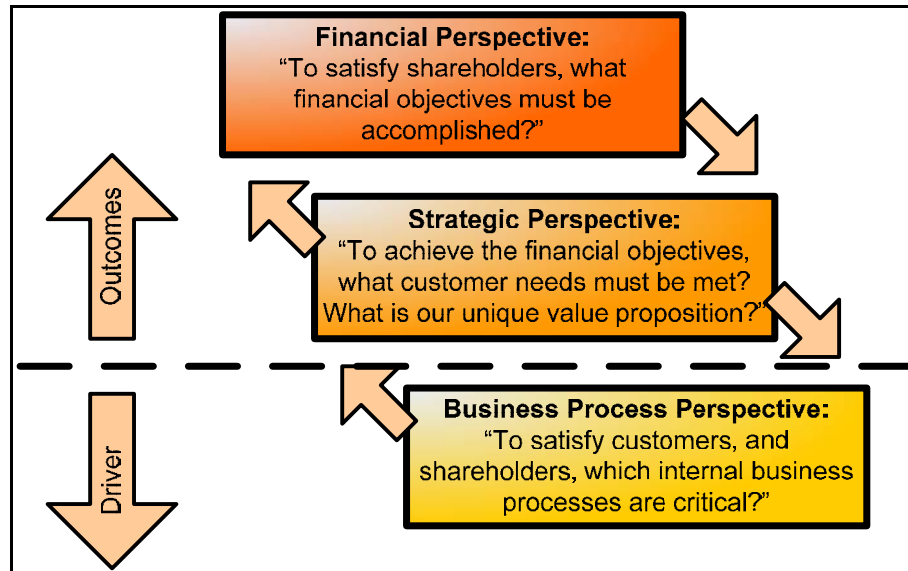 Financial Perspective:
“To satisfy shareholders, what
financial objectives must be
accomplished?”
Outcomes
Strategic Perspective:
“To achieve the financial objectives,
what customer needs must be met?
What is our unique value proposition?”
Driver
Business Process Perspective:
“To satisfy customers, and
shareholders, which internal business
processes are critical?”